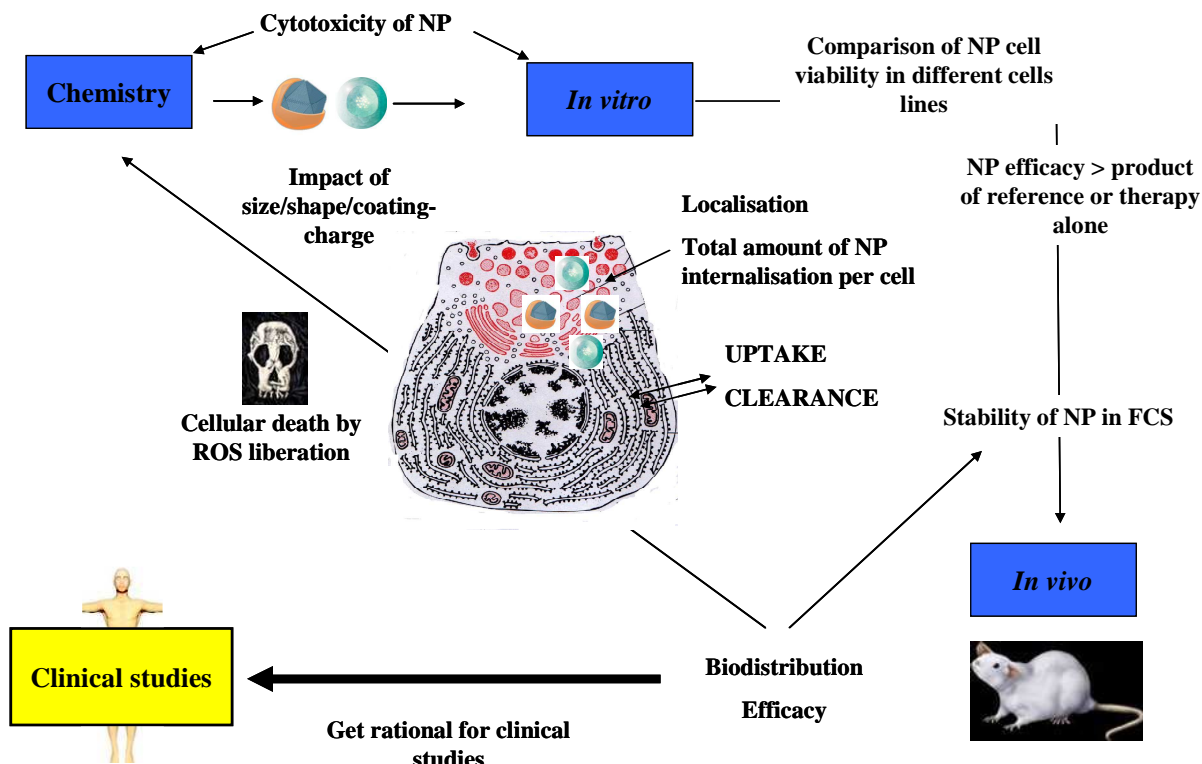 Cytotoxicity of NP
Chemistry
In vitro
Comparison of NP cell
viability in different cells
lines
Impact of
size/shape/coating-
charge
NP efficacy > product
of reference or therapy
alone
Localisation
Total amount of NP
internalisation per cell
UPTAKE
CLEARANCE
Cellular death by
ROS liberation
Stability of NP in FCS
In vivo
Clinical studies
Biodistribution
Efficacy
Get rational for clinical
studies